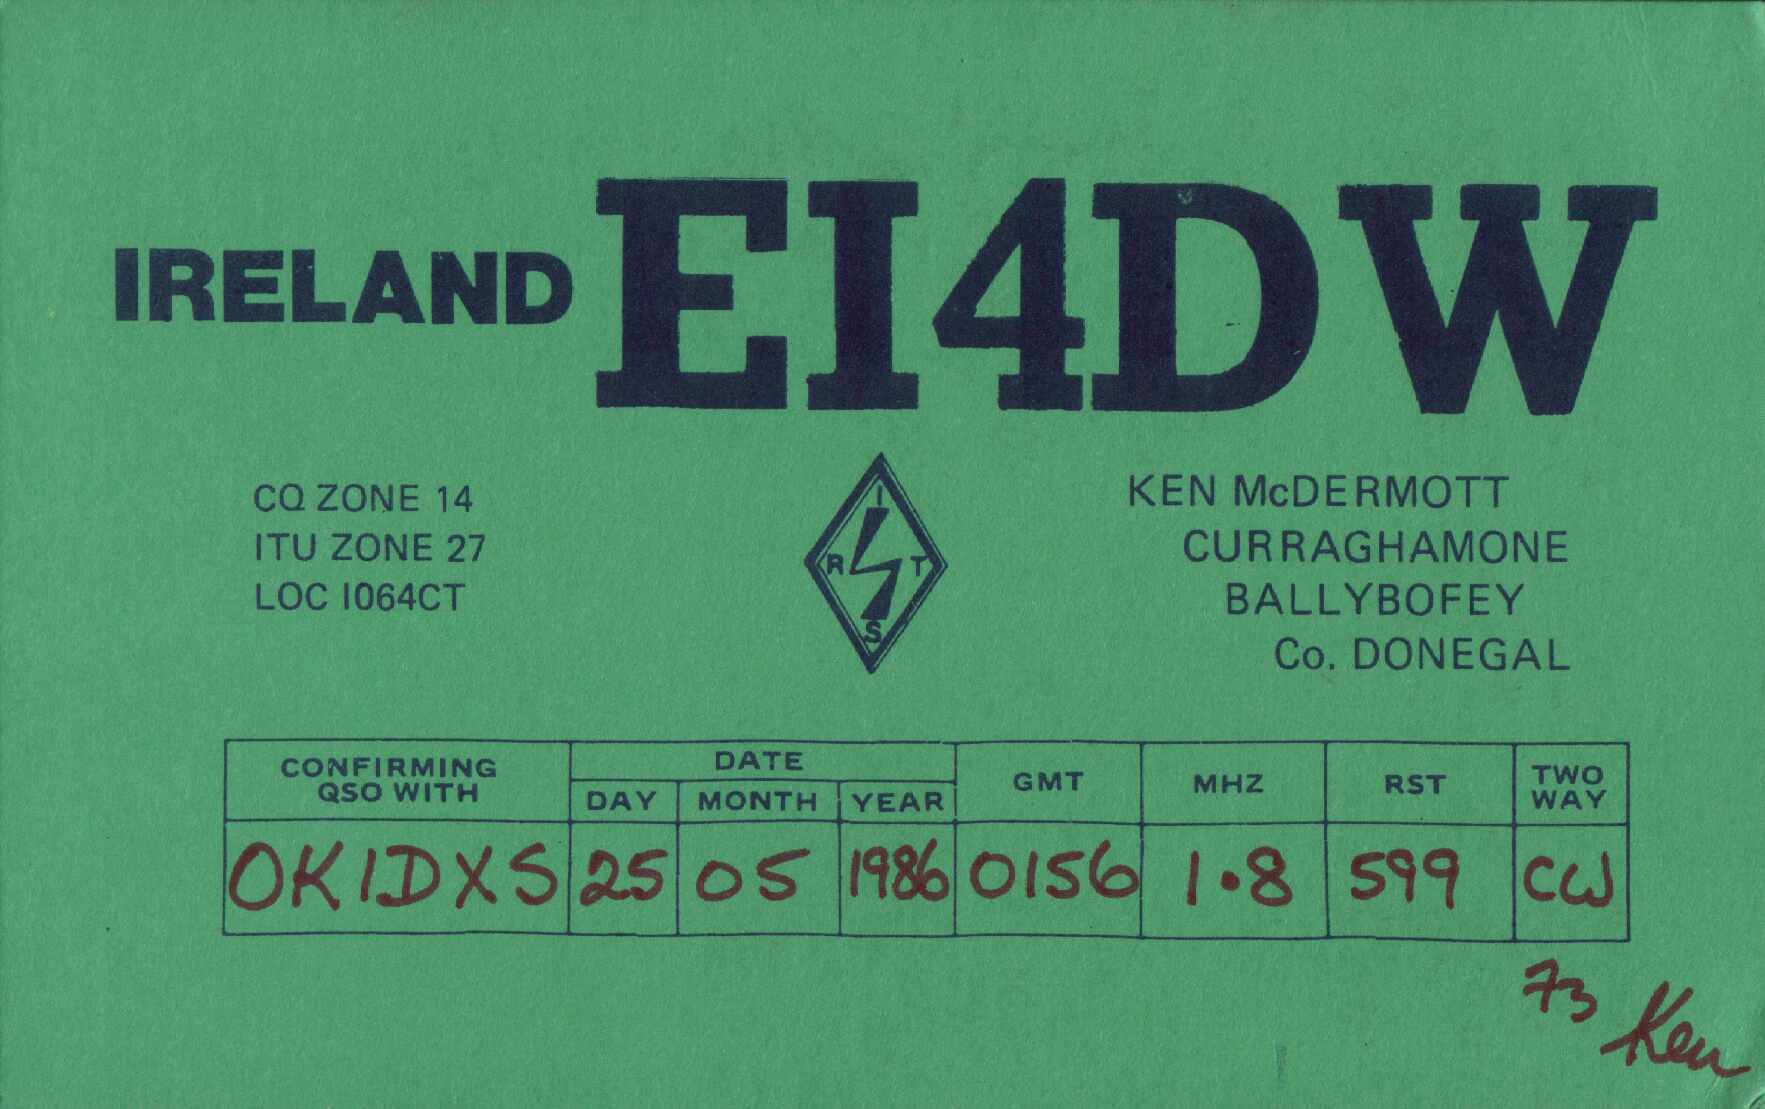 IRELAND EI4DW
CQ ZONE 14
ITU ZONE 27
LOC IO64CT
I
R T
S
KEN McDERMOTT
CURRAGHAMONE
BALLYBOFEY
Co. DONEGAL
CONFIRMING QSO WITH DATE GMT MHZ RST TWO WAY
DAY MONTH YEAR
OK1DXS 25 05 1986 0156 1.8 599 CW
73 Ken